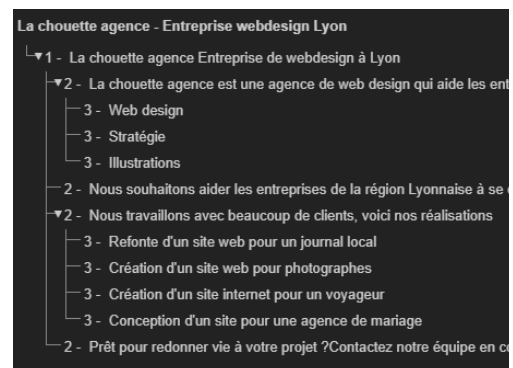 La chouette agence - Entreprise webdesign Lyon
1 - La chouette agence Entreprise de webdesign à Lyon
2 - La chouette agence est une agence de web design qui aide les
3 - Web design
3 - Stratégie
3 - Illustrations
2 - Nous souhaitons aider les entreprises de la région Lyonnaise à se
2 - Nous travaillons avec beaucoup de clients, voici nos réalisations
3 - Refonte d'un site web pour un journal local
3 - Création d'un site web pour photographes
3 - Création d'un site internet pour un voyageur
3 - Conception d'un site pour une agence de mariage
2 - Prêt pour redonner vie à votre projet ?Contactez notre équipe en